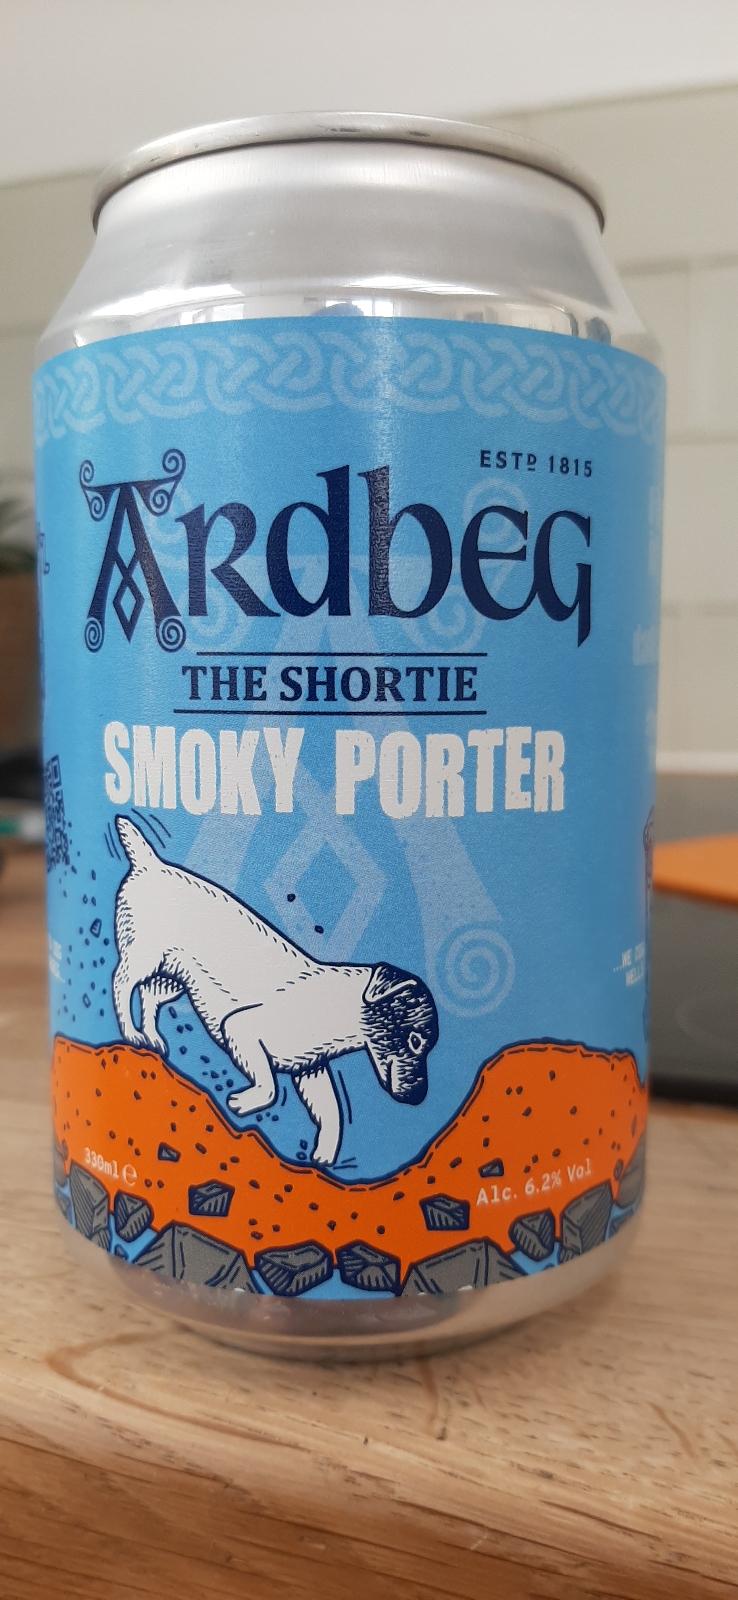 ESTD 1815
ARdbeG
THE SHORTIE
SMOKY PORTER
330ml e
Alc. 6.2% Vol